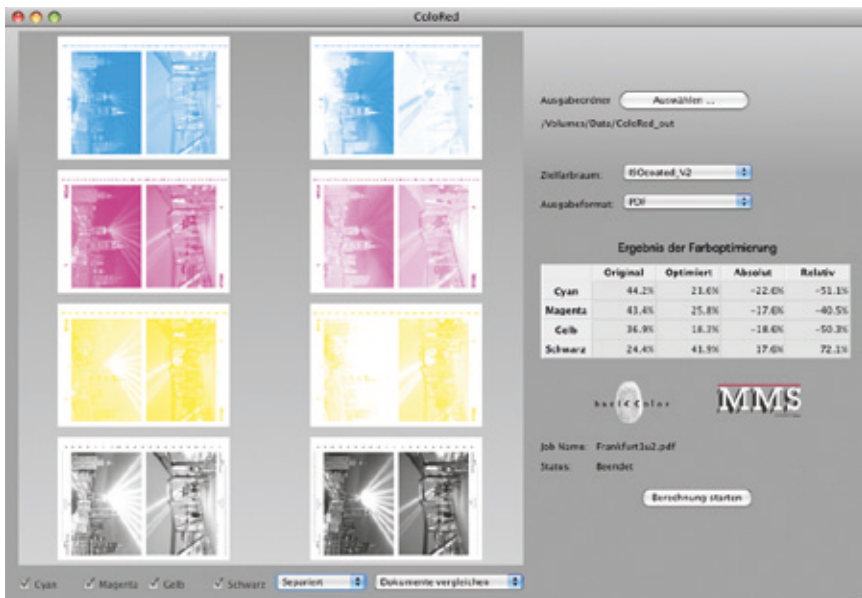 ColoRed
Ausgabeordner Auswählen ...
/Volumes/Data/ColoRed_out
Zielfarbraum: ISOcoated_V2
Ausgabeformat: PDF
Ergebnis der Farboptimierung
Original Optimiert Absolut Relativ
Cyan 44.2% 21.6% -22.6% -51.1%
Magenta 43.4% 25.8% -17.6% -40.5%
Gelb 36.9% 18.3% -18.6% -50.3%
Schwarz 24.4% 41.9% 17.6% 72.1%
basICColor MMS
Job Name: Frankfurt3u2.pdf
Status: Beendet
Berechnung starten
Cyan Magenta Gelb Schwarz Separiert Dokumente vergleichen